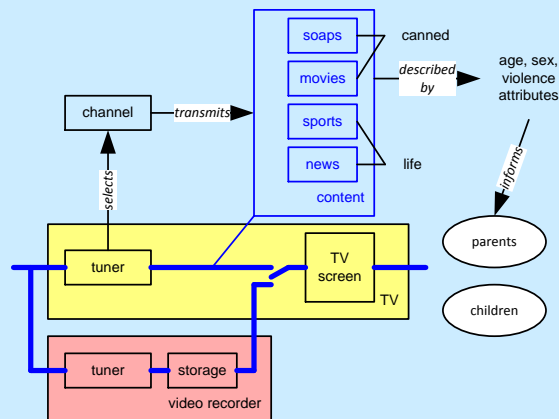 soaps
canned
movies
described
by
age, sex,
violence
attributes
channel
transmits
sports
news
life
content
selects
informs
parents
tuner
TV
screen
TV
children
tuner
storage
video recorder